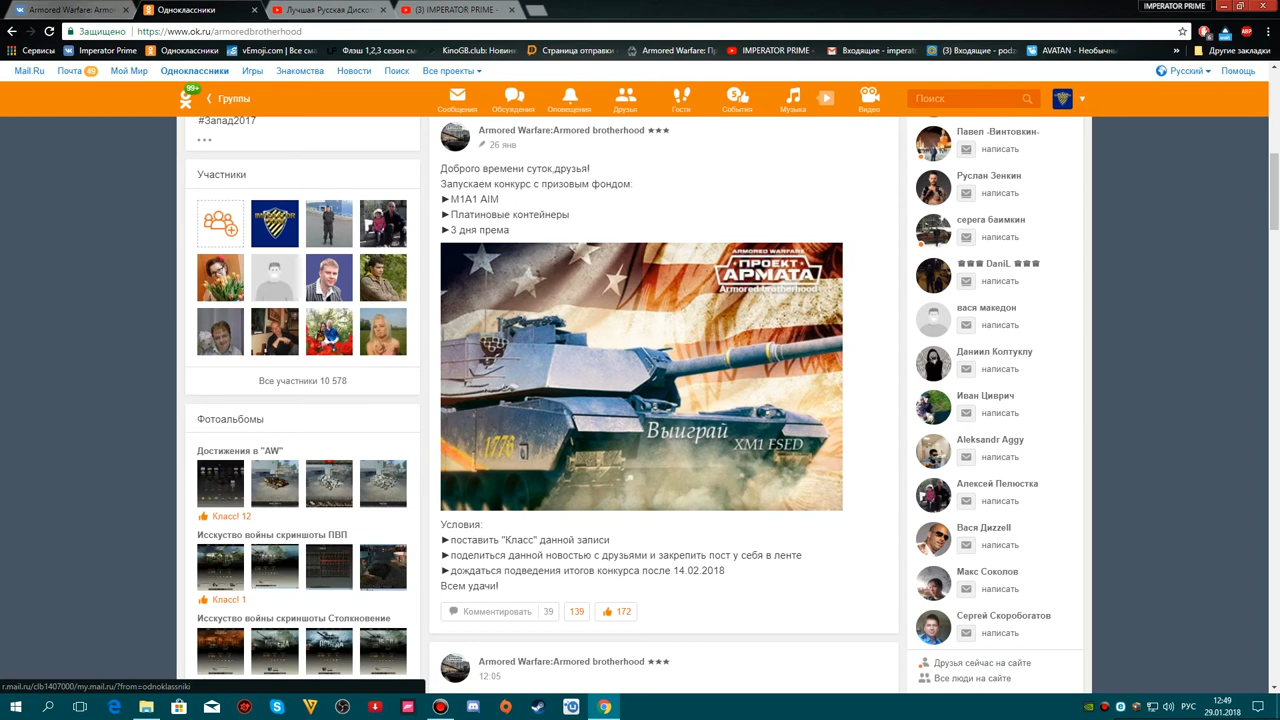 Armored Warfare: Armo
Одноклассники
Лучшая Русская Дискоте
(3) IMPERATOR PRIME -
IMPERATOR PRIME
Защищено
https://www.ok.ru/armoredbrotherhood
Сервисы
Imperator Prime
Одноклассники
vEmoji.com | Все сма
Флэш 1,2,3 сезон смот
KinoGB.club: Новин
Страница отправки
Armored Warfare: Пр
IMPERATOR PRIME -
Входящие - imperat
(3) Входящие - podz
AVATAN - Необычн
Другие закладки
Mail.Ru
Почта 49
Мой Мир
Одноклассники
Игры
Знакомства
Новости
Поиск
Все проекты
Русский
Помощь
99+
Группы
Сообщения
Обсуждения
Оповещения
Друзья
Гости
5
События
Музыка
Видео
Поиск
#Запад2017
Участники
Все участники 10 578
Фотоальбомы
Достижения в "AW"
Класс! 12
Исскуство войны скриншоты ПВП
Класс! 1
Исскуство войны скриншоты Столкновение
Armored Warfare:Armored brotherhood ★★★
26 янв
Доброго времени суток,друзья!
Запускаем конкурс с призовым фондом:
►M1A1 AIM
►Платиновые контейнеры
►3 дня према
ARMORED WARFARE
ПРОЕКТ
АРМАТА
Armored brotherhood
1776
Выиграй
XM1 FSED
Условия:
►поставить "Класс" данной записи
►поделиться данной новостью с друзьями и закрепить пост у себя в ленте
►дождаться подведения итогов конкурса после 14.02.2018
Всем удачи!
Комментировать 39
139
172
Armored Warfare:Armored brotherhood ★★★
12:05
Павел -Винтовкин-
написать
Руслан Зенкин
написать
серега баимкин
написать
♛♛♛ DaniL ♛♛♛
написать
вася македон
написать
Даниил Колтуклу
написать
Иван Циврич
написать
Aleksandr Aggy
написать
Алексей Пелюстка
написать
Вася Диzzell
написать
Макс Соколов
написать
Сергей Скоробогатов
написать
Друзья сейчас на сайте
Все люди на сайте
r.mail.ru/clb1407000/my.mail.ru/?from=odnoklassniki
РУС
12:49
29.01.2018